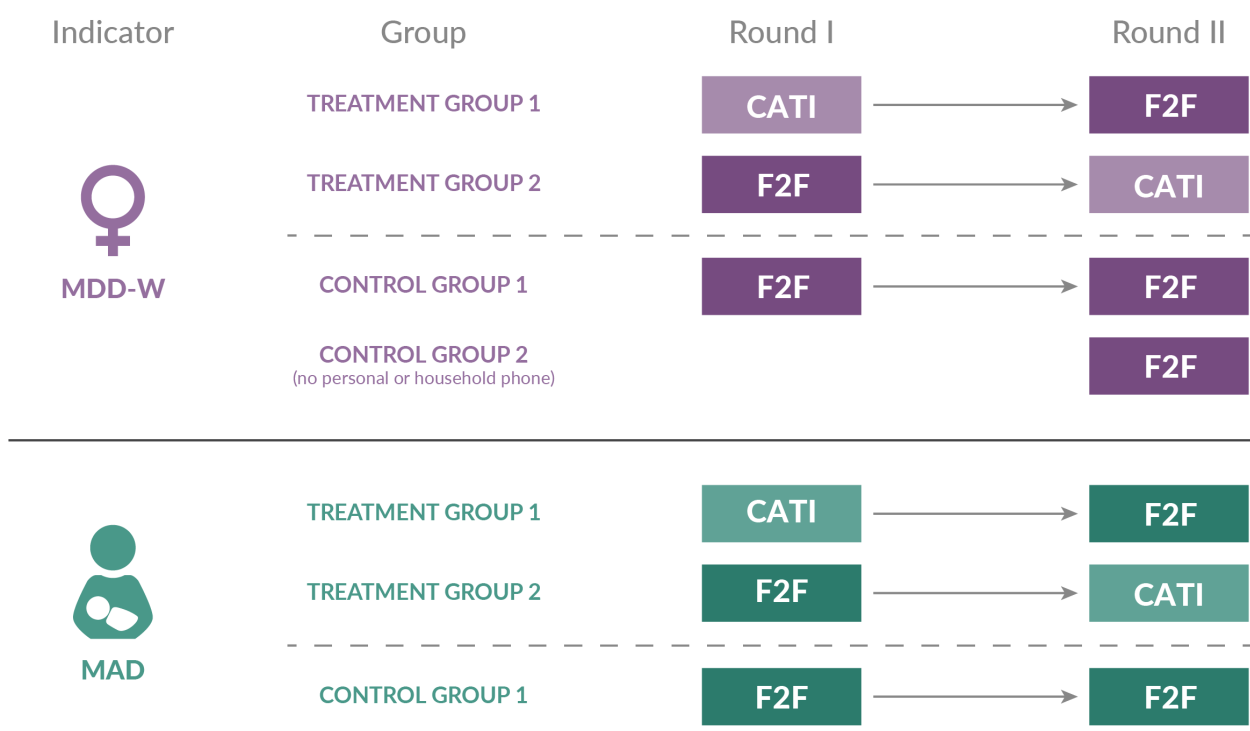 Indicator Group Round I Round II
TREATMENT GROUP 1 CATI F2F
TREATMENT GROUP 2 F2F CATI
MDD-W
CONTROL GROUP 1 F2F F2F
CONTROL GROUP 2 F2F
(no personal or household phone)
TREATMENT GROUP 1 CATI F2F
TREATMENT GROUP 2 F2F CATI
MAD
CONTROL GROUP 1 F2F F2F